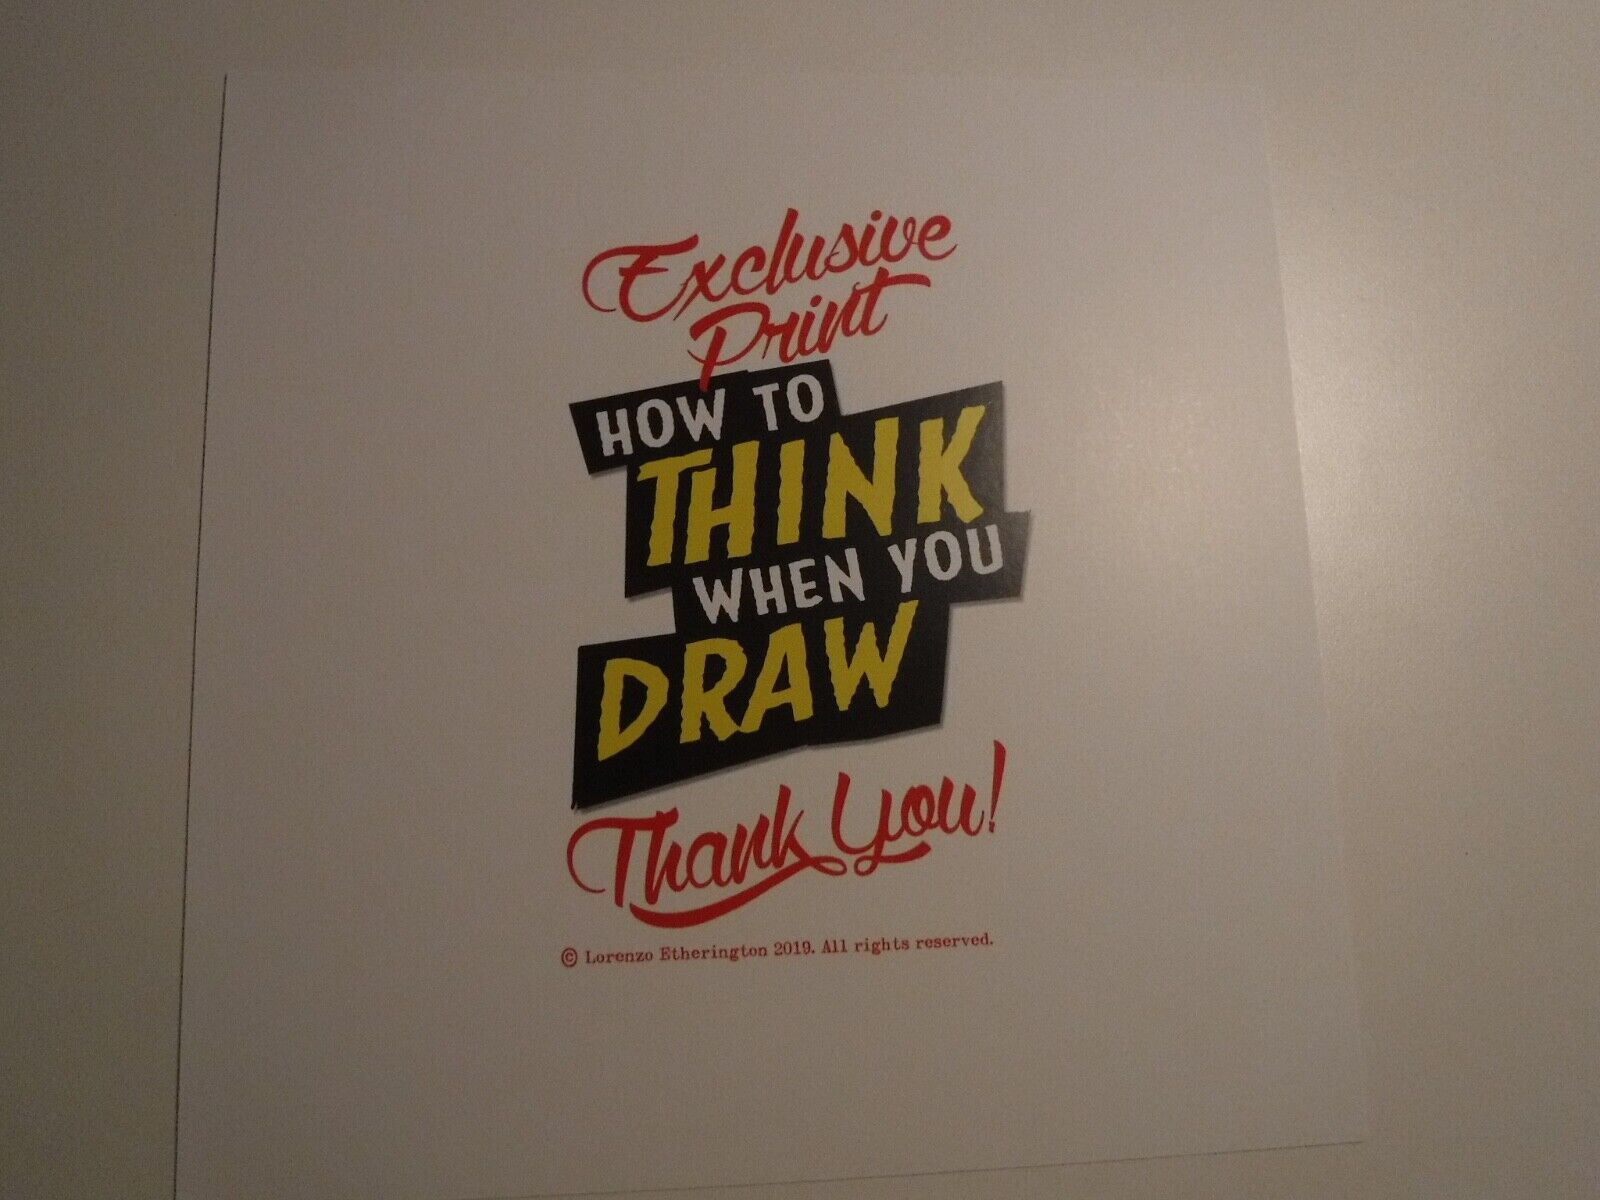 Exclusive
Print
HOW TO
THINK
WHEN YOU
DRAW
Thank You!
© Lorenzo Etherington 2019. All rights reserved.